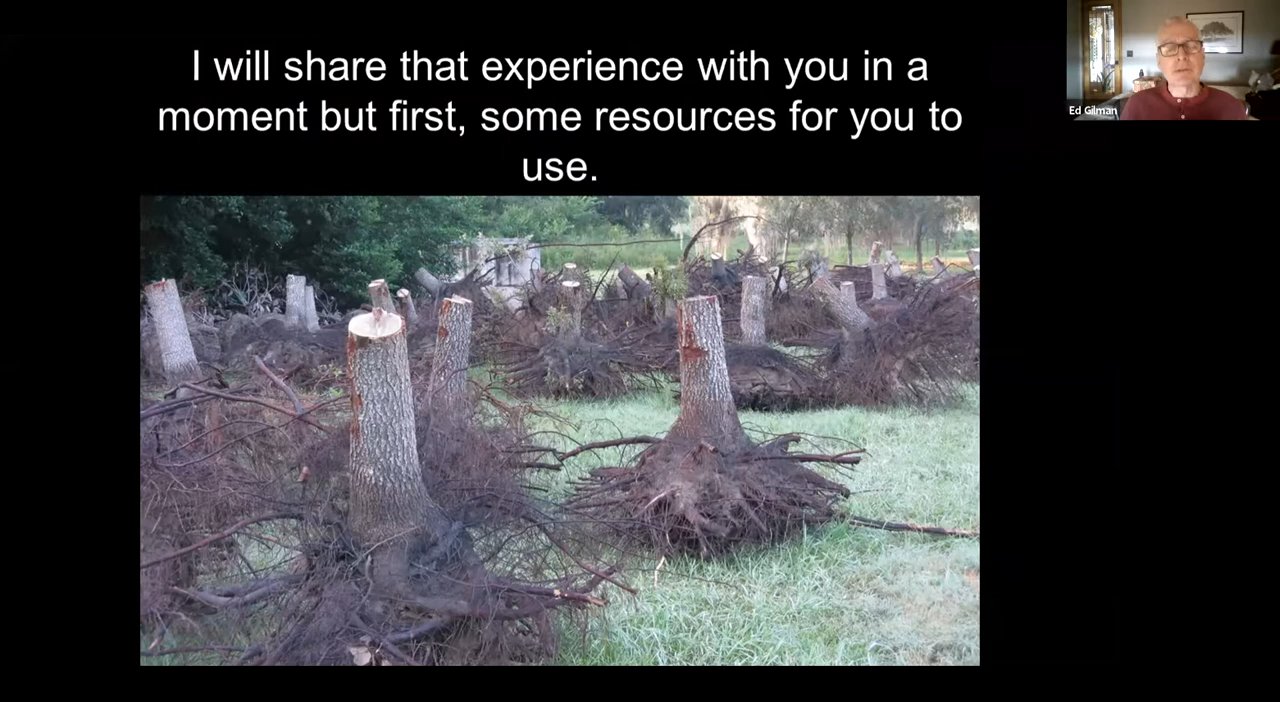 I will share that experience with you in a
moment but first, some resources for you to
use.
Ed Gilman